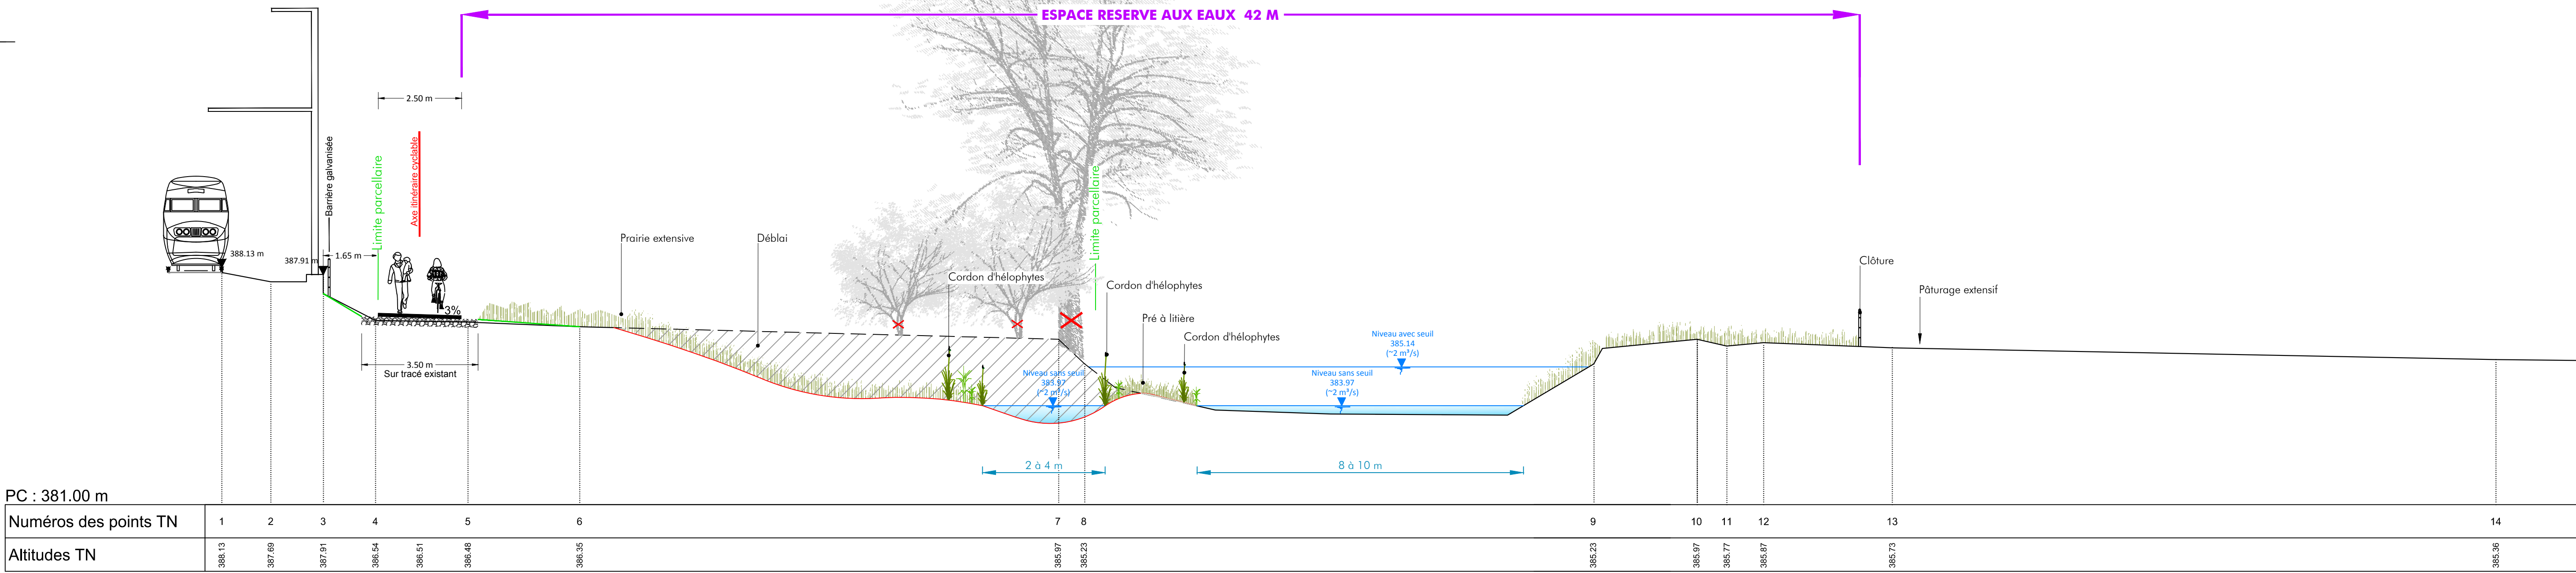 ESPACE RESERVE AUX EAUX 42 M
2.50 m
Barrière galvanisée
Limite parcellaire
Axe itinéraire cyclable
Limite parcellaire
388.13 m
387.91 m
1.65 m
3%
Prairie extensive
Déblai
Cordon d'hélophytes
Cordon d'hélophytes
Pré à litière
Cordon d'hélophytes
Clôture
Pâturage extensif
3.50 m
Sur tracé existant
Niveau sans seuil
383.97
(~2 m³/s)
Niveau avec seuil
385.14
(~2 m³/s)
Niveau sans seuil
383.97
(~2 m³/s)
2 à 4 m
8 à 10 m
PC : 381.00 m
Numéros des points TN 1 2 3 4 5 6 7 8 9 10 11 12 13 14
Altitudes TN 388.13 387.69 387.91 386.54 386.51 386.48 386.35 385.97 385.23 385.23 385.97 385.77 385.87 385.73 385.36